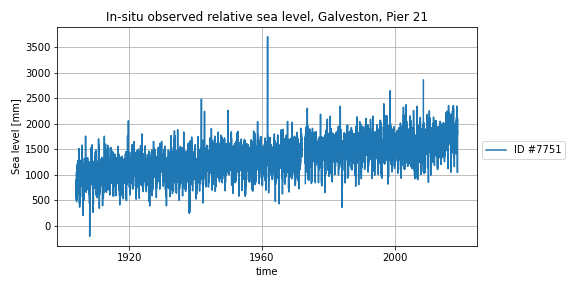 In-situ observed relative sea level, Galveston, Pier 21
3500
3000
2500
2000
1500
1000
500
0
Sea level [mm]
1920
1960
2000
time
ID #7751